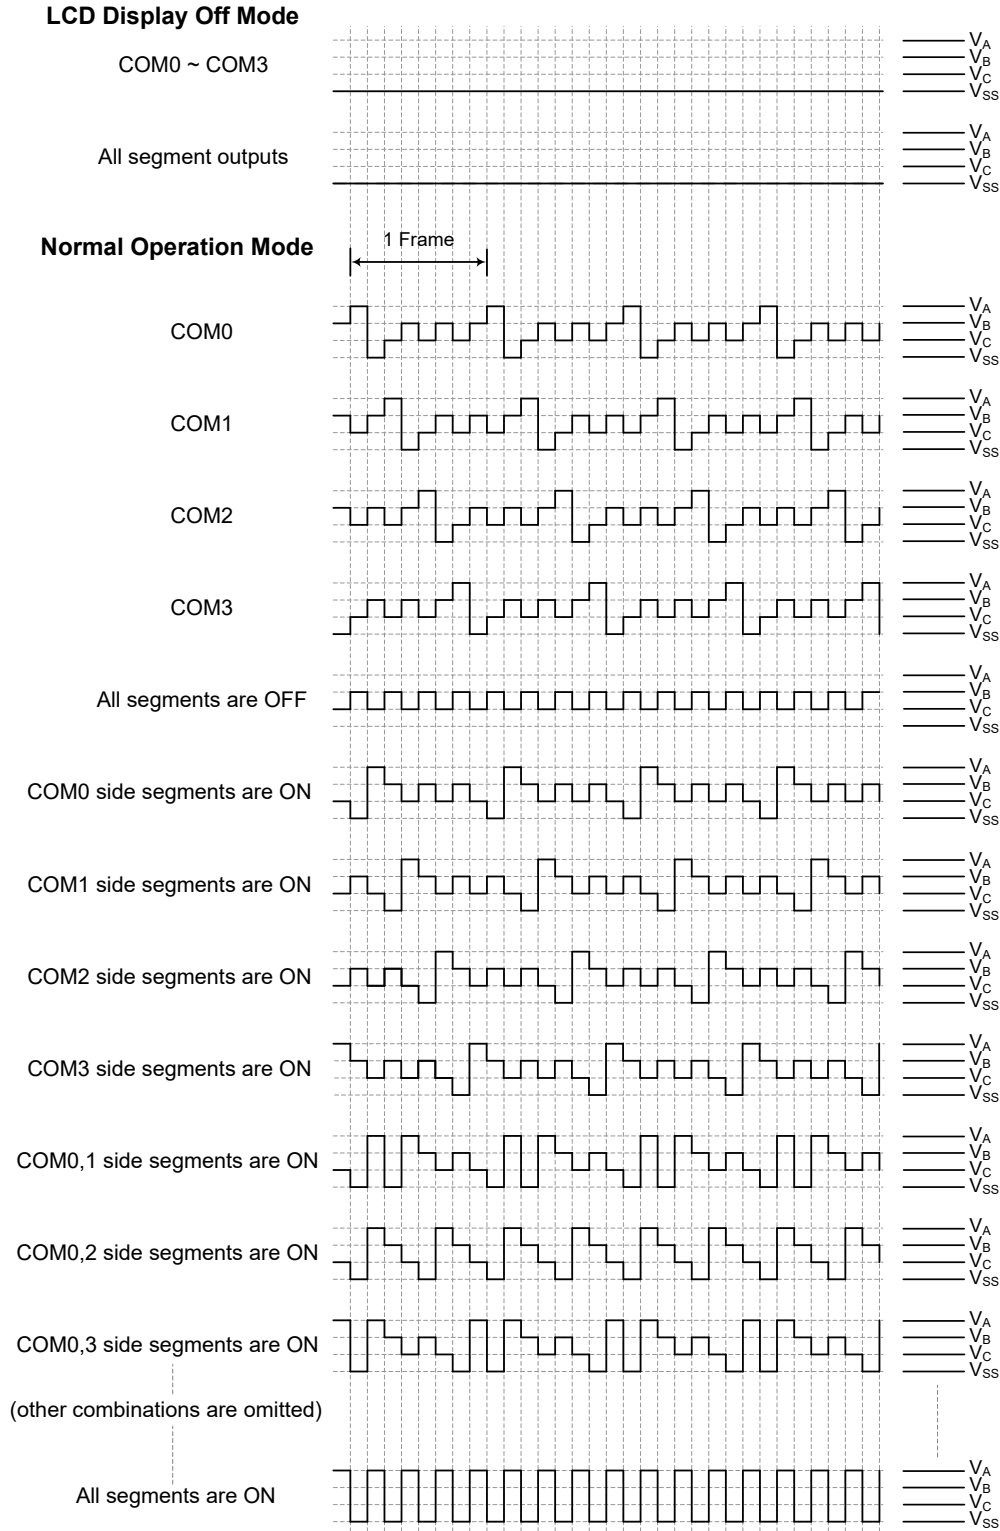 LCD Display Off Mode
COM0 ~ COM3
VA
VB
VC
VSS
All segment outputs
VA
VB
VC
VSS
Normal Operation Mode
1 Frame
COM0
VA
VB
VC
VSS
COM1
VA
VB
VC
VSS
COM2
VA
VB
VC
VSS
COM3
VA
VB
VC
VSS
All segments are OFF
VA
VB
VC
VSS
COM0 side segments are ON
VA
VB
VC
VSS
COM1 side segments are ON
VA
VB
VC
VSS
COM2 side segments are ON
VA
VB
VC
VSS
COM3 side segments are ON
VA
VB
VC
VSS
COM0,1 side segments are ON
VA
VB
VC
VSS
COM0,2 side segments are ON
VA
VB
VC
VSS
COM0,3 side segments are ON
VA
VB
VC
VSS
(other combinations are omitted)
All segments are ON
VA
VB
VC
VSS